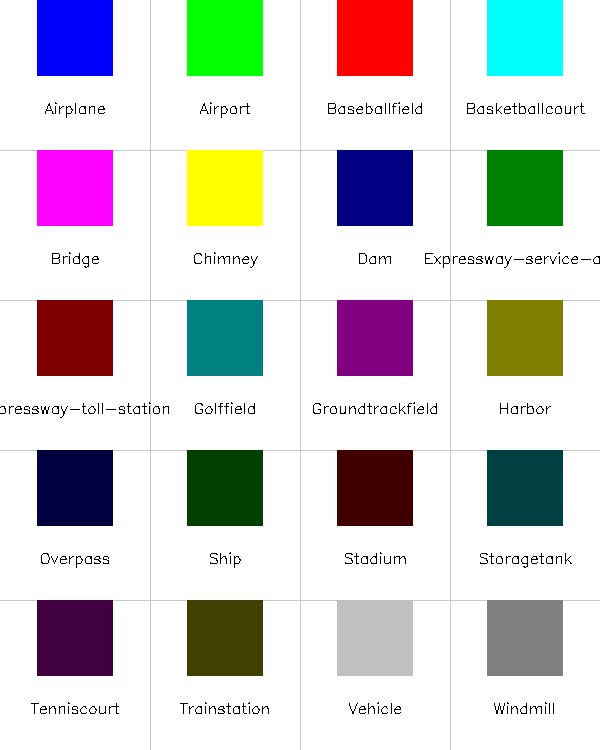 Airplane
Airport
Baseballfield
Basketballcourt
Bridge
Chimney
Dam
Expressway-service-a
pressway-toll-station
Golffield
Groundtrackfield
Harbor
Overpass
Ship
Stadium
Storagetank
Tenniscourt
Trainstation
Vehicle
Windmill